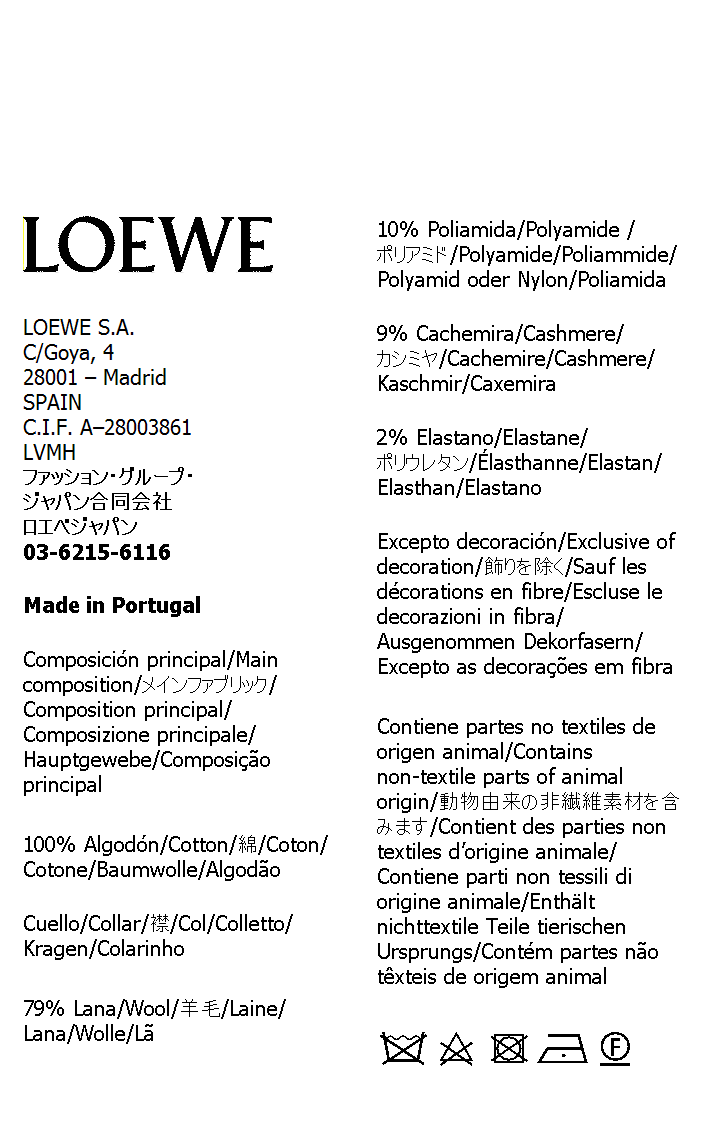 LOEWE
LOEWE S.A.
C/Goya, 4
28001 – Madrid
SPAIN
C.I.F. A–28003861
LVMH
ファッション・グループ・
ジャパン合同会社
ロエベジャパン
03-6215-6116
Made in Portugal
Composición principal/Main
composition/メインファブリック/
Composition principal/
Composizione principale/
Hauptgewebe/Composição
principal
100% Algodón/Cotton/綿/Coton/
Cotone/Baumwolle/Algodão
Cuello/Collar/襟/Col/Colletto/
Kragen/Colarinho
79% Lana/Wool/羊毛/Laine/
Lana/Wolle/Lã
10% Poliamida/Polyamide /
ポリアミド/Polyamide/Poliammide/
Polyamid oder Nylon/Poliamida
9% Cachemira/Cashmere/
カシミヤ/Cachemire/Cashmere/
Kaschmir/Caxemira
2% Elastano/Elastane/
ポリウレタン/Élasthanne/Elastan/
Elasthan/Elastano
Excepto decoración/Exclusive of
decoration/飾りを除く/Sauf les
décorations en fibre/Escluse le
decorazioni in fibra/
Ausgenommen Dekorfasern/
Excepto as decorações em fibra
Contiene partes no textiles de
origen animal/Contains
non-textile parts of animal
origin/動物由来の非繊維素材を含
みます/Contient des parties non
textiles d’origine animale/
Contiene parti non tessili di
origine animale/Enthält
nichttextile Teile tierischen
Ursprungs/Contém partes não
têxteis de origem animal
F